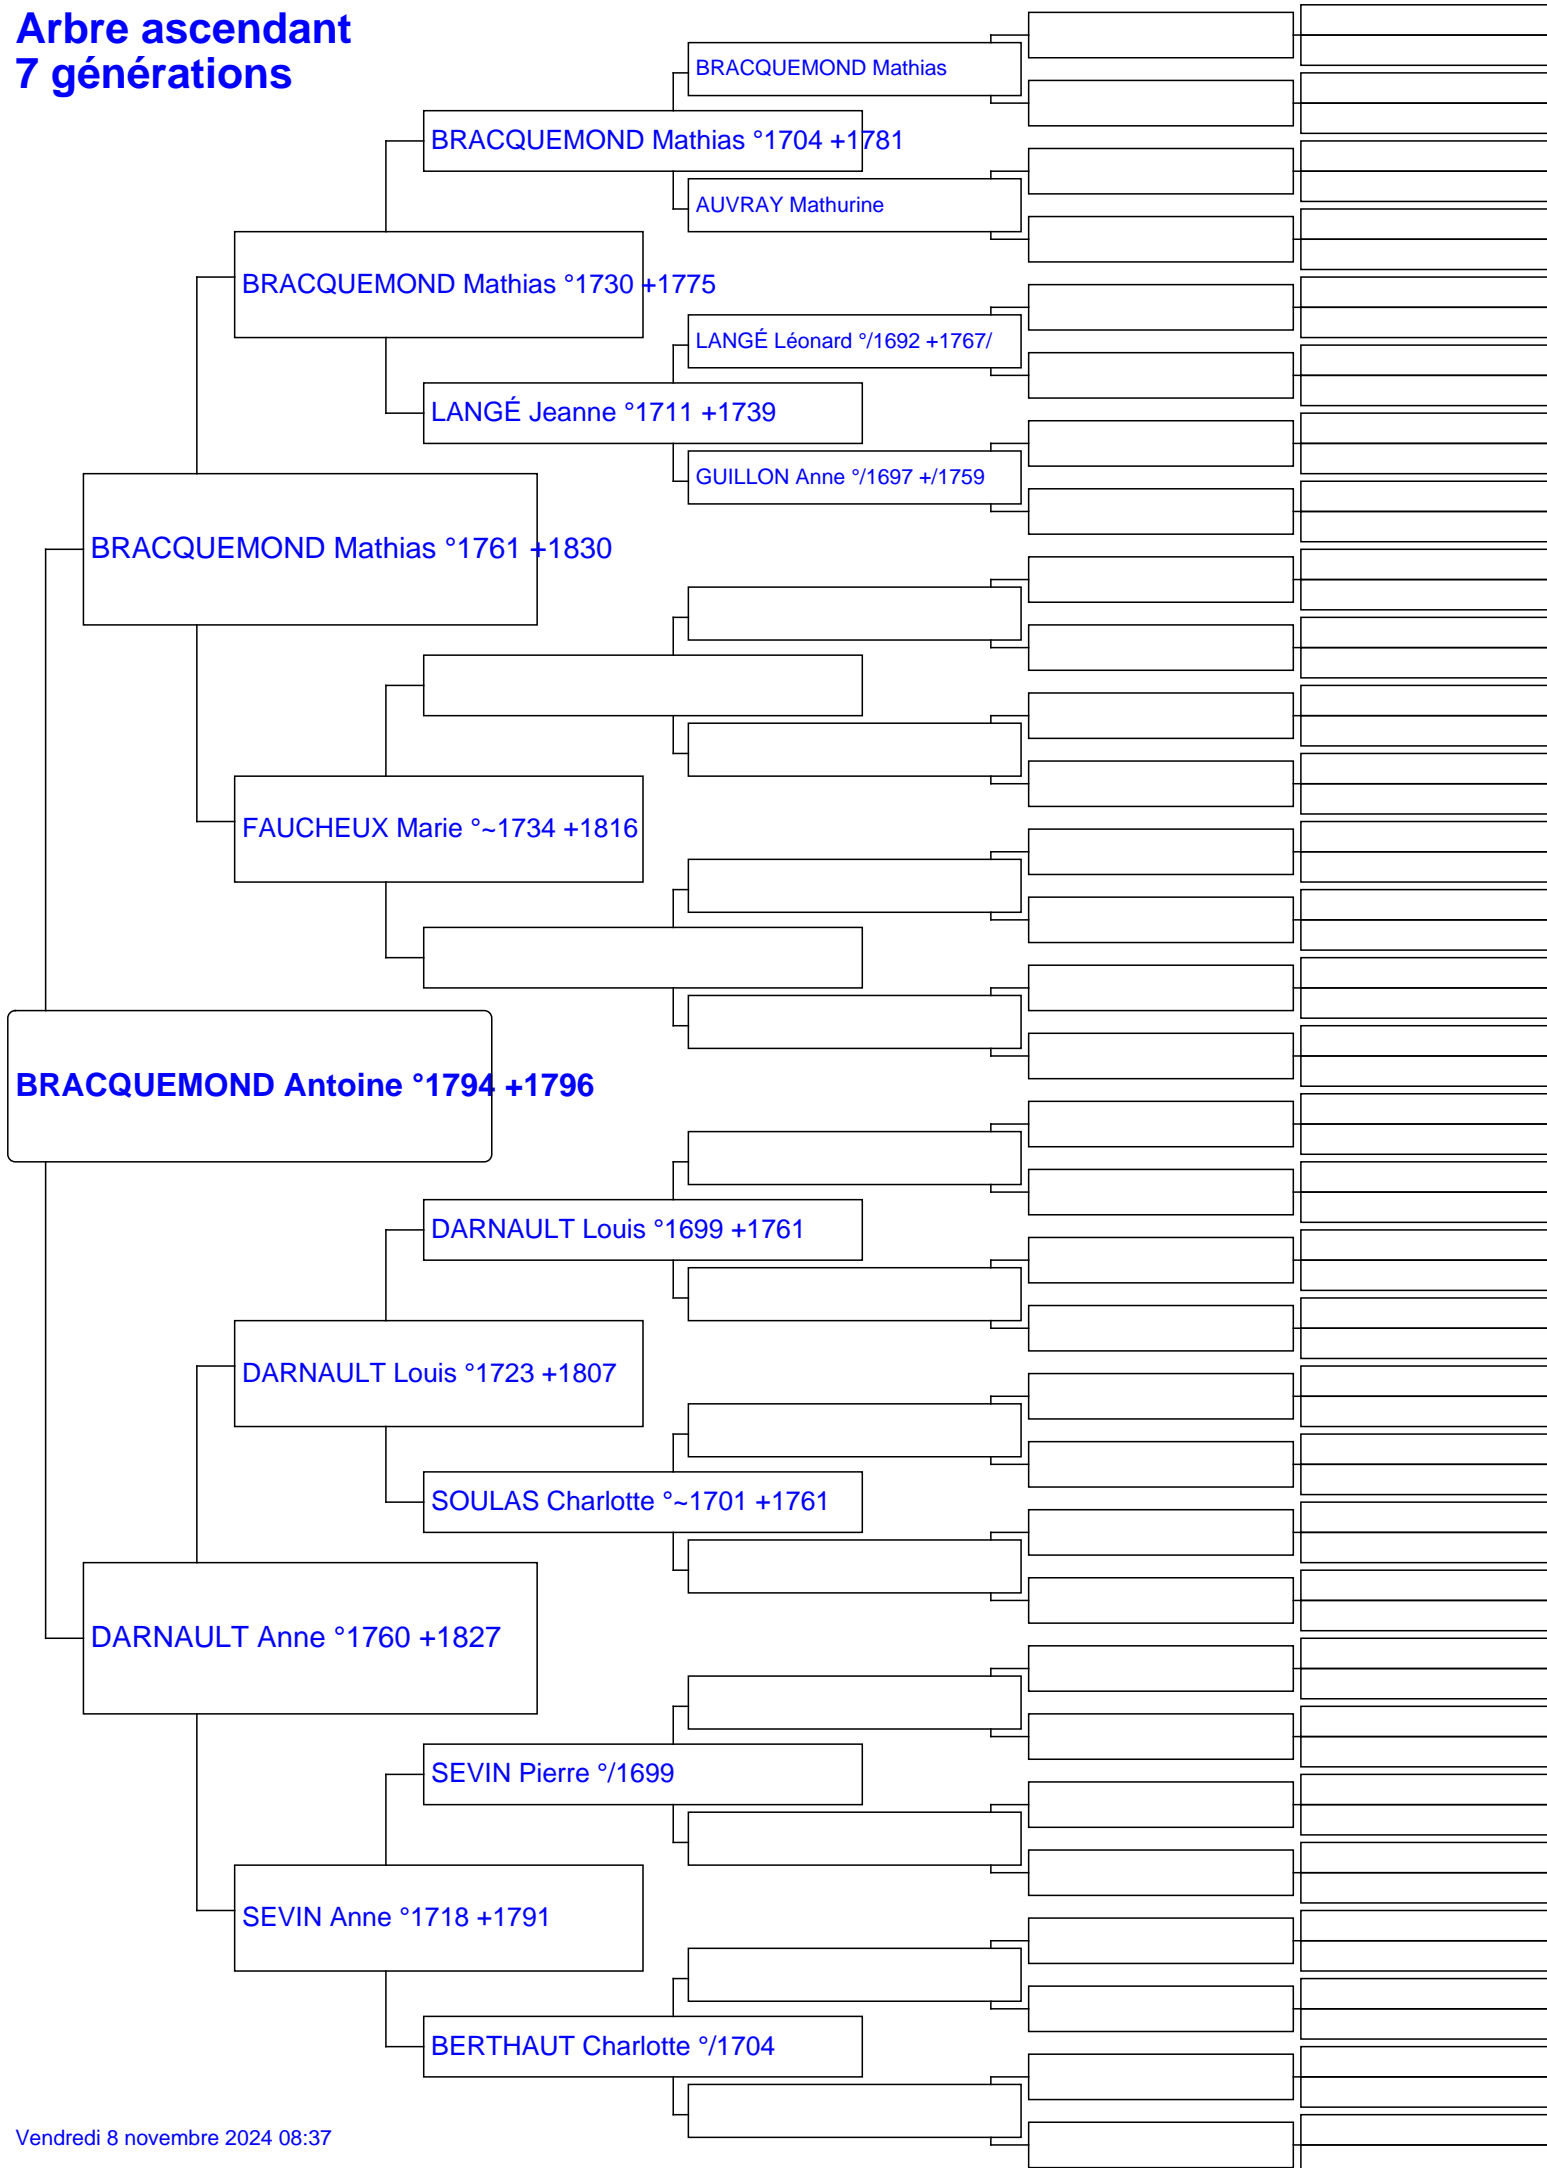 Arbre ascendant
7 générations
BRACQUEMOND Mathias
BRACQUEMOND Mathias °1704 +1781
AUVRAY Mathurine
BRACQUEMOND Mathias °1730 +1775
LANGÉ Léonard °/1692 +1767/
LANGÉ Jeanne °1711 +1739
GUILLON Anne °/1697 +/1759
BRACQUEMOND Mathias °1761 +1830
FAUCHEUX Marie °~1734 +1816
BRACQUEMOND Antoine °1794 +1796
DARNAULT Louis °1699 +1761
DARNAULT Louis °1723 +1807
SOULAS Charlotte °~1701 +1761
DARNAULT Anne °1760 +1827
SEVIN Pierre °/1699
SEVIN Anne °1718 +1791
BERTHAUT Charlotte °/1704
Vendredi 8 novembre 2024 08:37